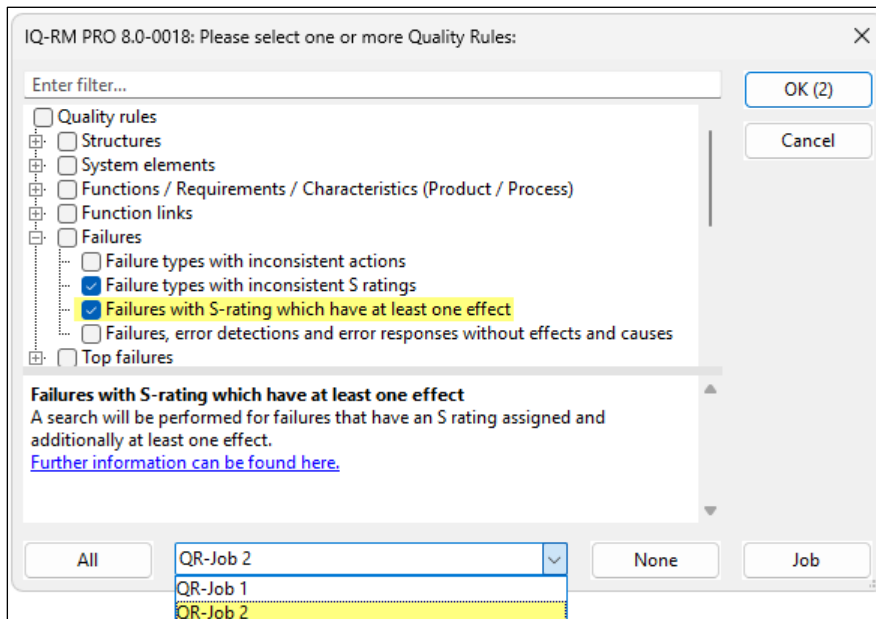 IQ-RM PRO 8.0-0018: Please select one or more Quality Rules:
Enter filter...
OK (2)
Cancel
Quality rules
Structures
System elements
Functions / Requirements / Characteristics (Product / Process)
Function links
Failures
Failure types with inconsistent actions
Failure types with inconsistent S ratings
Failures with S-rating which have at least one effect
Failures, error detections and error responses without effects and causes
Top failures
Failures with S-rating which have at least one effect
A search will be performed for failures that have an S rating assigned and
additionally at least one effect.
Further information can be found here.
All
QR-Job 2
None
Job
QR-Job 1
QR-Job 2